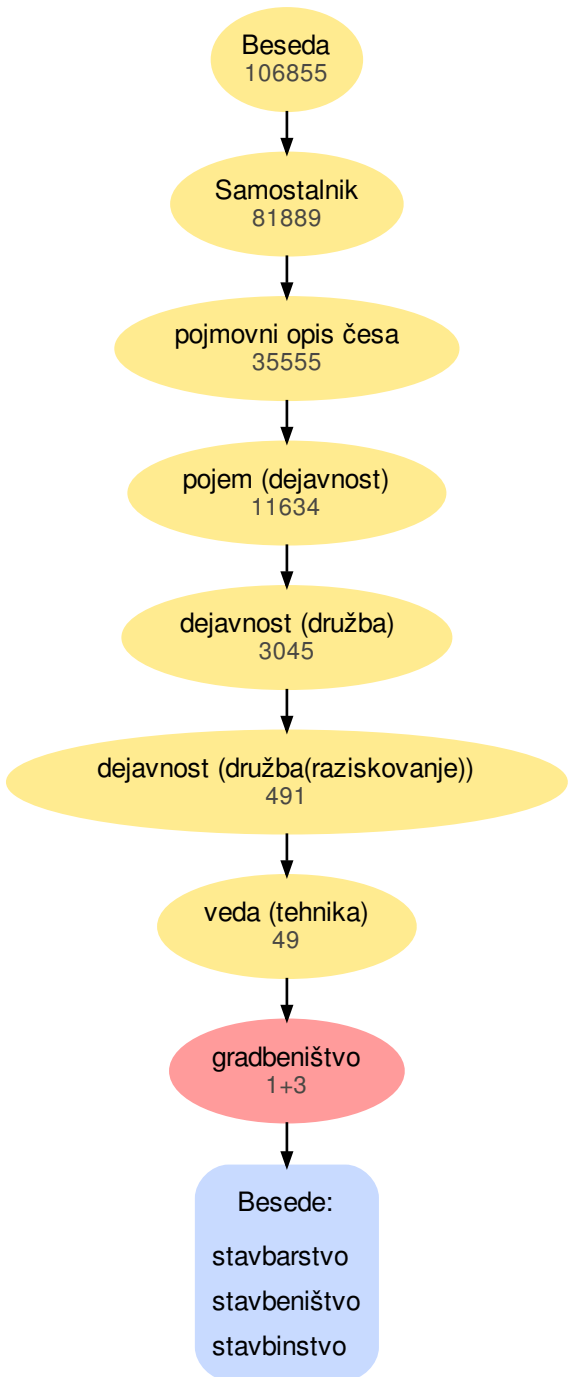 Beseda
106855
Samostalnik
81889
pojmovni opis česa
35555
pojem (dejavnost)
11634
dejavnost (družba)
3045
dejavnost (družba(raziskovanje))
491
veda (tehnika)
49
gradbeništvo
1+3
Besede:
stavbarstvo
stavbeništvo
stavbinstvo